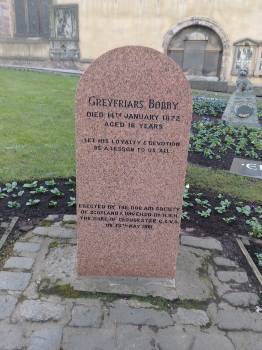 GREYFRIARS BOBBY
DIED 14TH JANUARY 1872
AGED 16 YEARS
LET HIS LOYALTY & DEVOTION
BE A LESSON TO US ALL
ERECTED BY THE DOG AID SOCIETY
OF SCOTLAND & UNVEILED BY H.R.H.
THE DUKE OF GLOUCESTER G.C.V.O.
ON 13TH MAY 1981